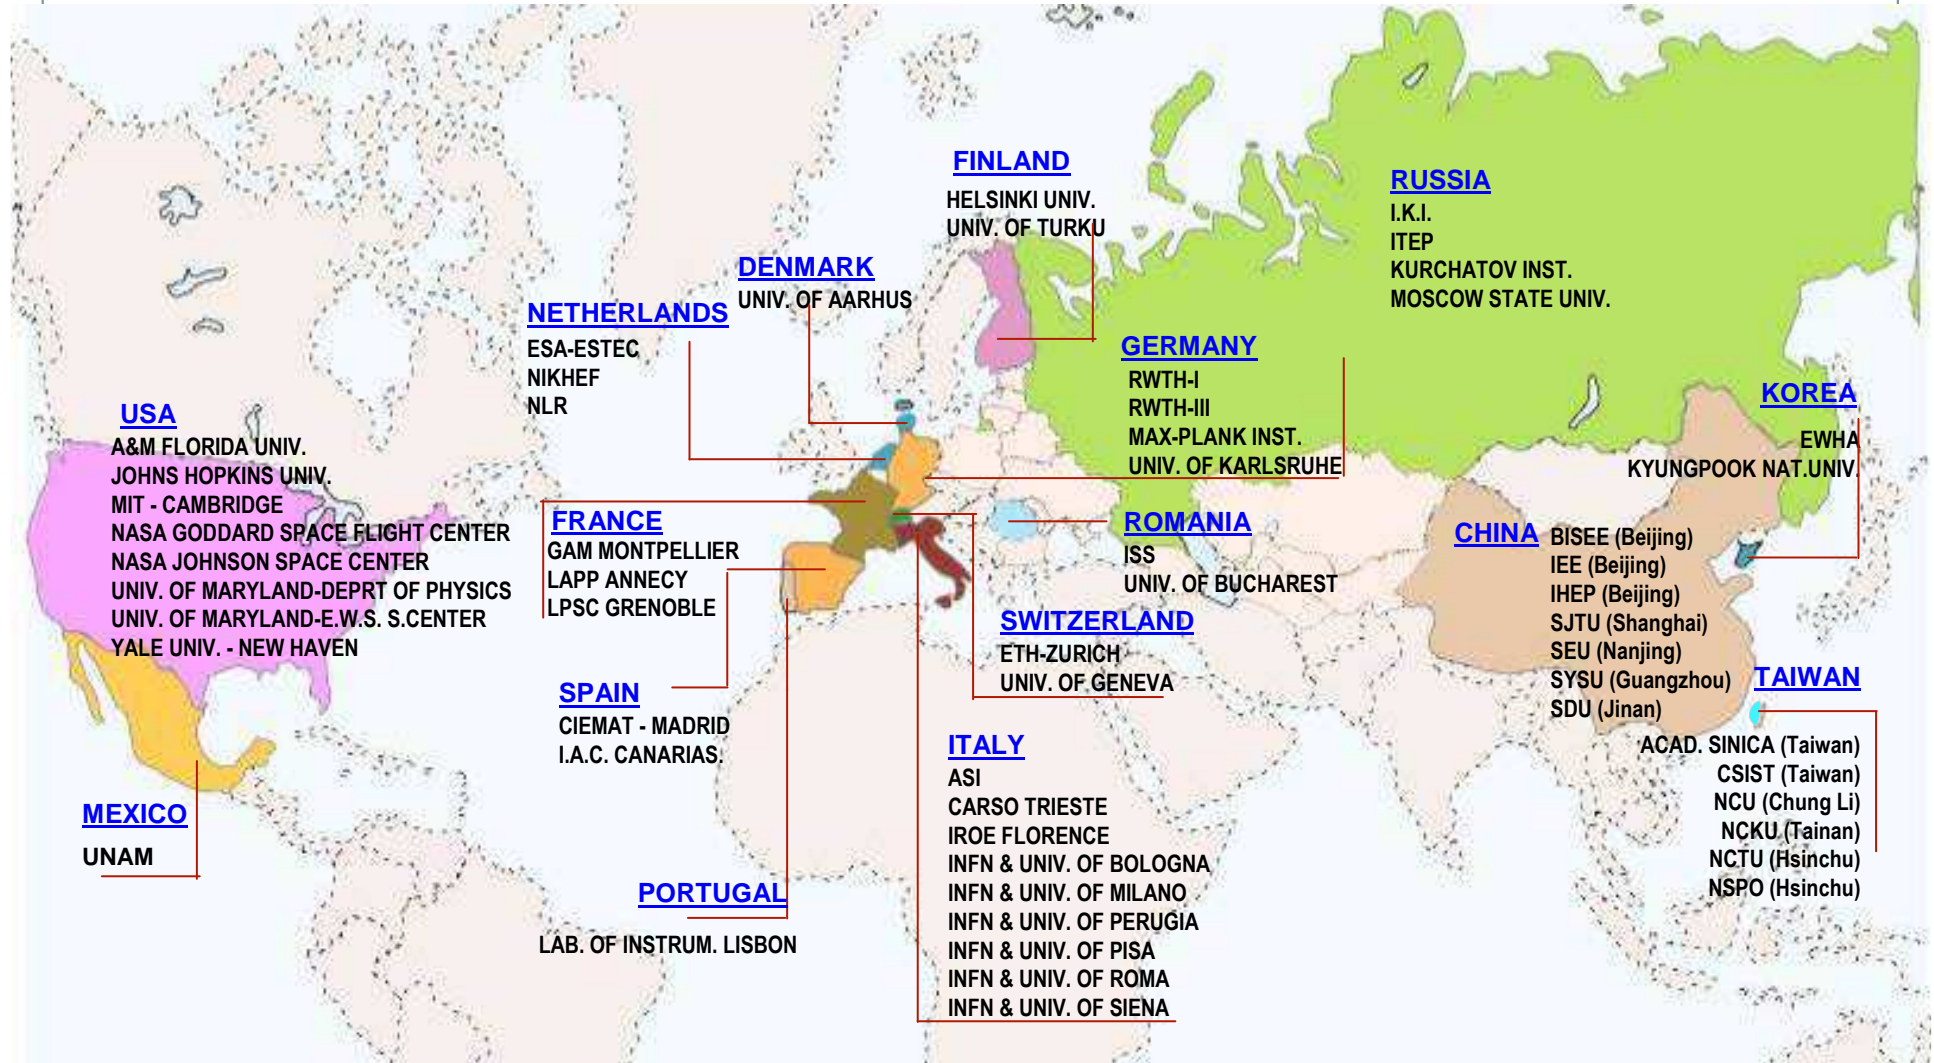 FINLAND
HELSINKI UNIV.
UNIV. OF TURKU
RUSSIA
I.K.I.
ITEP
KURCHATOV INST.
MOSCOW STATE UNIV.
DENMARK
UNIV. OF AARHUS
NETHERLANDS
ESA-ESTEC
NIKHEF
NLR
GERMANY
RWTH-I
RWTH-III
MAX-PLANK INST.
UNIV. OF KARLSRUHE
KOREA
EWHA
KYUNGPOOK NAT.UNIV.
USA
A&M FLORIDA UNIV.
JOHNS HOPKINS UNIV.
MIT - CAMBRIDGE
NASA GODDARD SPACE FLIGHT CENTER
NASA JOHNSON SPACE CENTER
UNIV. OF MARYLAND-DEPRT OF PHYSICS
UNIV. OF MARYLAND-E.W.S. S.CENTER
YALE UNIV. - NEW HAVEN
FRANCE
GAM MONTPELLIER
LAPP ANNECY
LPSC GRENOBLE
ROMANIA
ISS
UNIV. OF BUCHAREST
CHINA
BISEE (Beijing)
IEE (Beijing)
IHEP (Beijing)
SJTU (Shanghai)
SEU (Nanjing)
SYSU (Guangzhou)
SDU (Jinan)
SWITZERLAND
ETH-ZURICH
UNIV. OF GENEVA
TAIWAN
ACAD. SINICA (Taiwan)
CSIST (Taiwan)
NCU (Chung Li)
NCKU (Tainan)
NCTU (Hsinchu)
NSPO (Hsinchu)
SPAIN
CIEMAT - MADRID
I.A.C. CANARIAS.
ITALY
ASI
CARSO TRIESTE
IROE FLORENCE
INFN & UNIV. OF BOLOGNA
INFN & UNIV. OF MILANO
INFN & UNIV. OF PERUGIA
INFN & UNIV. OF PISA
INFN & UNIV. OF ROMA
INFN & UNIV. OF SIENA
MEXICO
UNAM
PORTUGAL
LAB. OF INSTRUM. LISBON